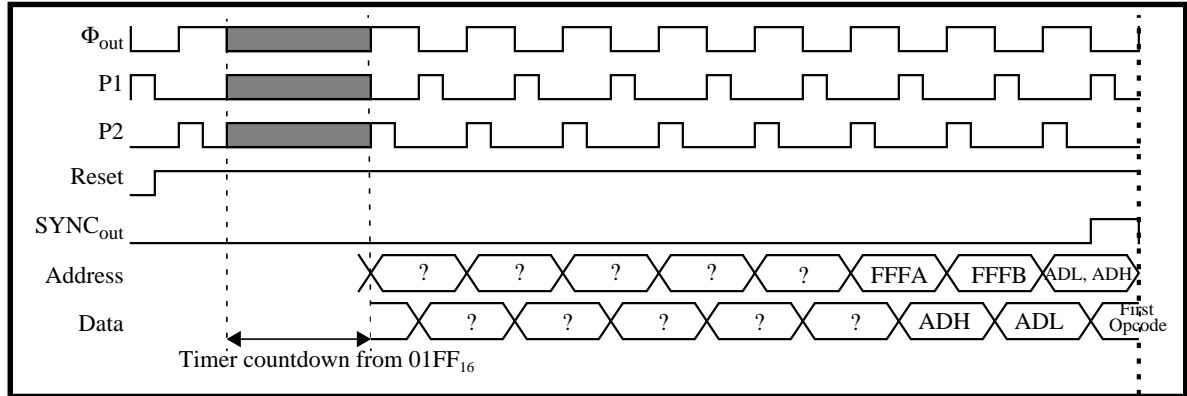 Φout
P1
P2
Reset
SYNCout
Address ? ? ? ? ? FFFA FFFB ADL, ADH
Data ? ? ? ? ? ADH ADL First Opcode
Timer countdown from 01FF16